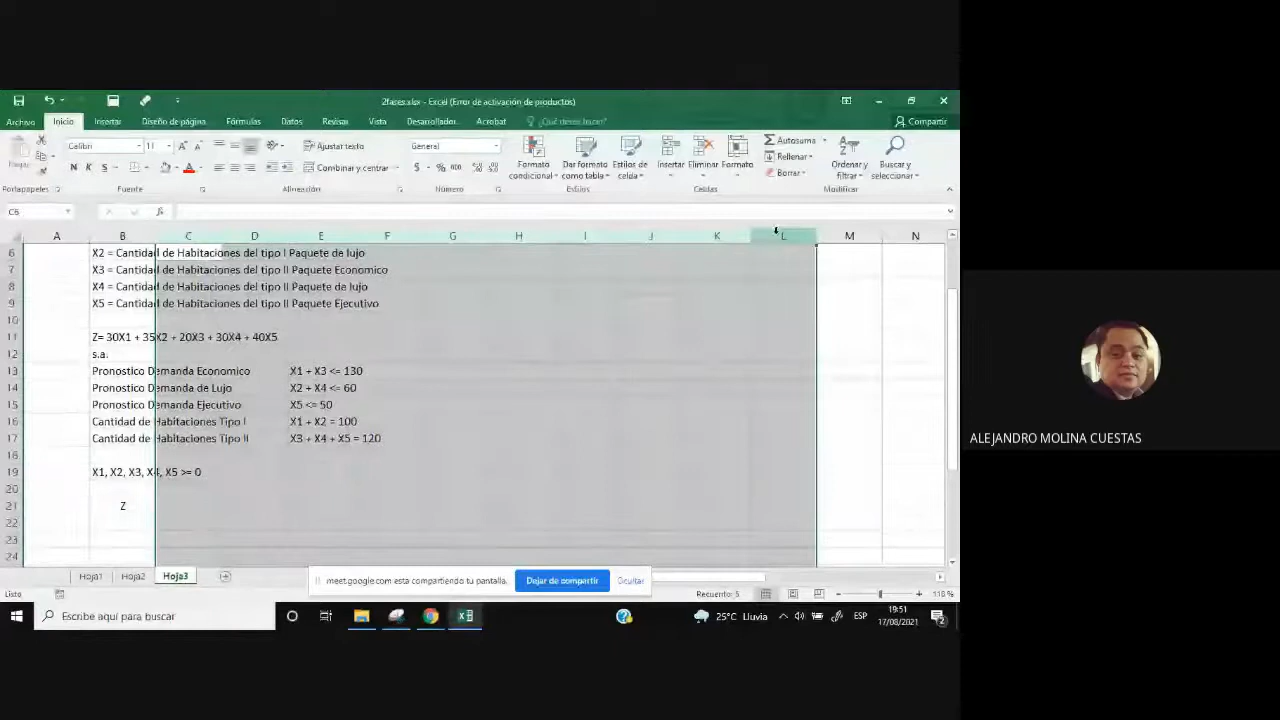 2fases.xlsx - Excel (Error de activación de productos)
Archivo Inicio Insertar Diseño de página Fórmulas Datos Revisar Vista Desarrollador Acrobat ¿Qué desea hacer? Compartir
Pegar Calibri 11 Ajustar texto General Formato condicional Dar formato como tabla Estilos de celda Insertar Eliminar Formato Autosuma Rellenar Borrar Ordenar y filtrar Buscar y seleccionar
N K S Combinar y centrar $ % 000
Portapapeles Fuente Alineación Número Estilos Celdas Modificar
C6 fx
A B C D E F G H I J K L M N
6 X2 = Cantidad de Habitaciones del tipo I Paquete de lujo
7 X3 = Cantidad de Habitaciones del tipo II Paquete Economico
8 X4 = Cantidad de Habitaciones del tipo II Paquete de lujo
9 X5 = Cantidad de Habitaciones del tipo II Paquete Ejecutivo
10
11 Z= 30X1 + 35X2 + 20X3 + 30X4 + 40X5
12 s.a.
13 Pronostico Demanda Economico X1 + X3 <= 130
14 Pronostico Demanda de Lujo X2 + X4 <= 60
15 Pronostico Demanda Ejecutivo X5 <= 50
16 Cantidad de Habitaciones Tipo I X1 + X2 = 100
17 Cantidad de Habitaciones Tipo II X3 + X4 + X5 = 120
18
19 X1, X2, X3, X4, X5 >= 0
20
21 Z
22
23
24
Hoja1 Hoja2 Hoja3
meet.google.com está compartiendo tu pantalla. Dejar de compartir Ocultar
Listo Recuento: 5 118 %
Escribe aquí para buscar 25°C Lluvia ESP 19:51
17/08/2021 2
ALEJANDRO MOLINA CUESTAS